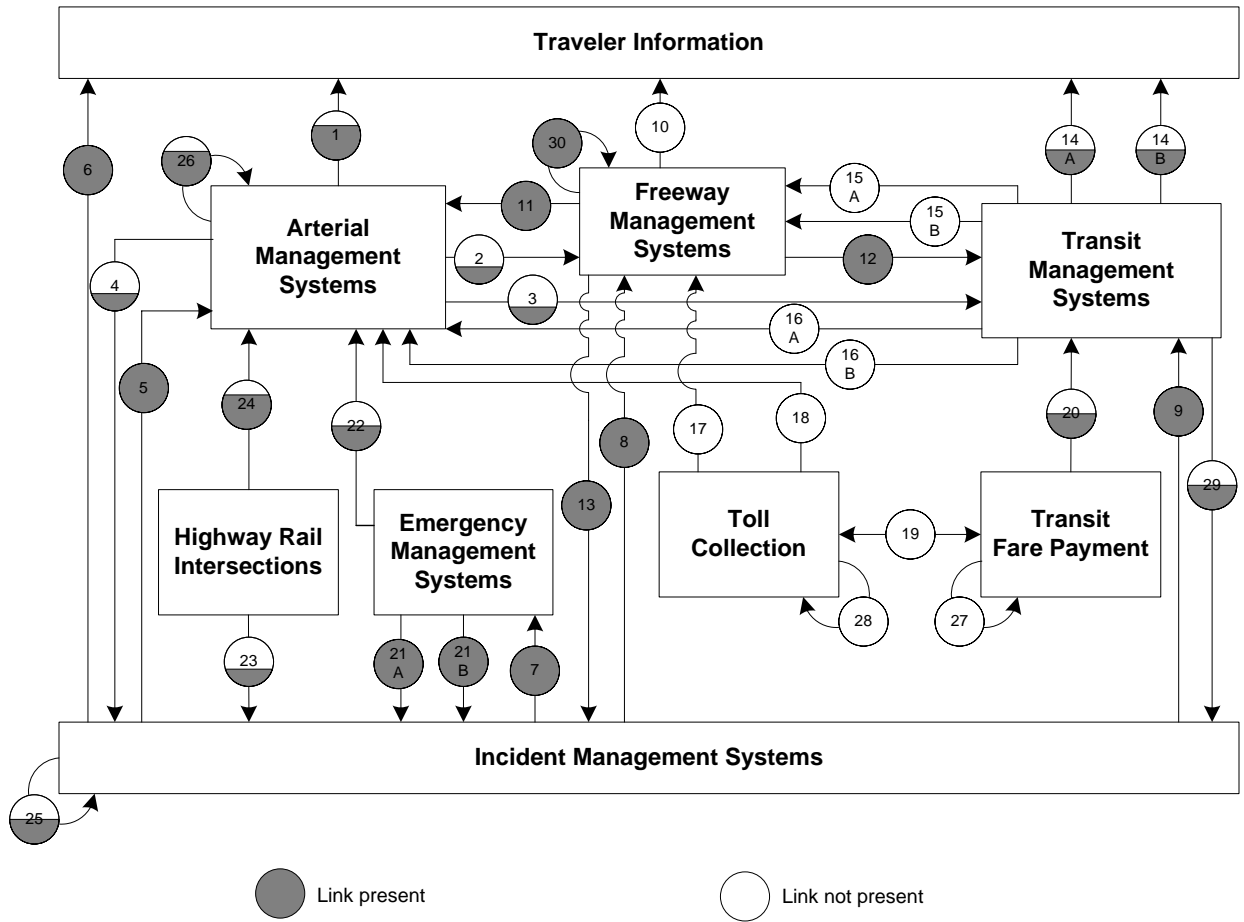 Traveler Information
6
26
1
30
10
14
A
14
B
15
A
15
B
11
Arterial
Management
Systems
Freeway
Management
Systems
Transit
Management
Systems
2
12
4
3
16
A
16
B
5
24
22
8
17
18
20
9
29
13
Highway Rail
Intersections
Emergency
Management
Systems
Toll
Collection
19
Transit
Fare Payment
28
27
23
21
A
21
B
7
Incident Management Systems
25
Link present
Link not present